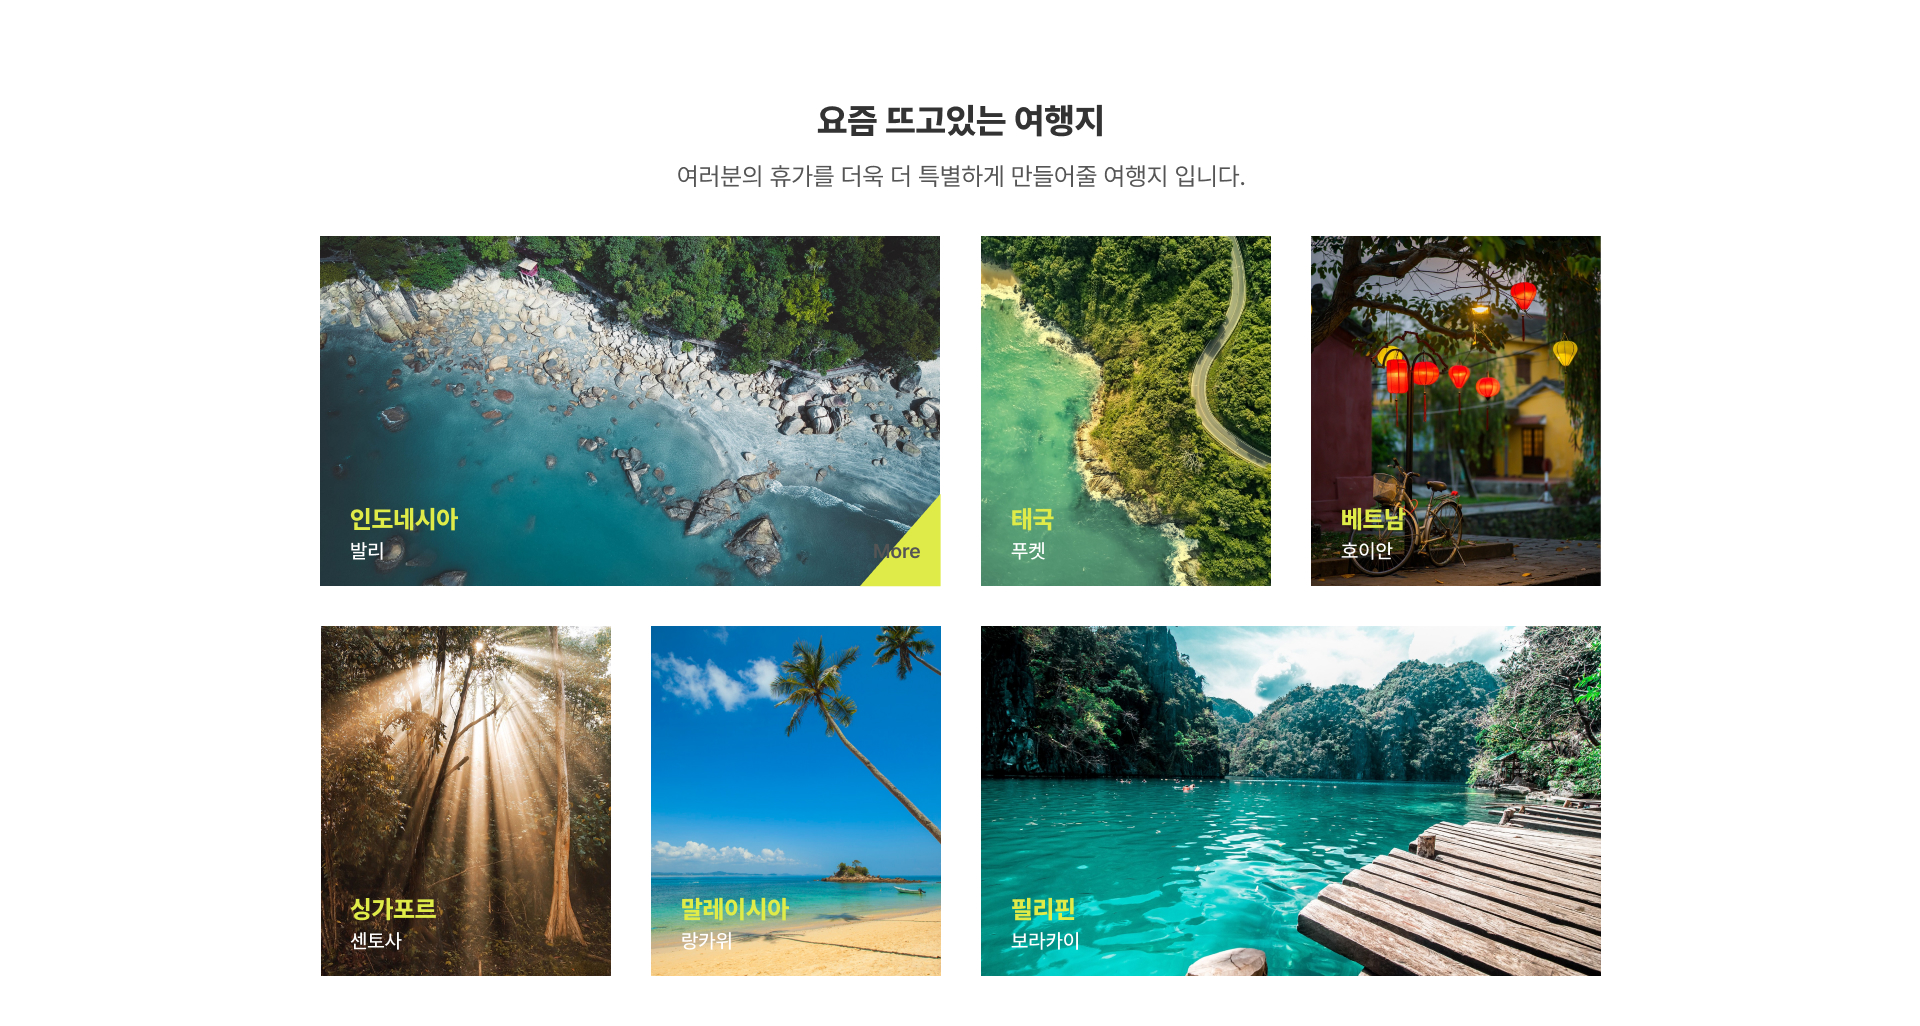 요즘 뜨고있는 여행지
여러분의 휴가를 더욱 더 특별하게 만들어줄 여행지 입니다.
인도네시아
발리
More
태국
푸켓
베트남
호이안
싱가포르
센토사
말레이시아
랑카위
필리핀
보라카이